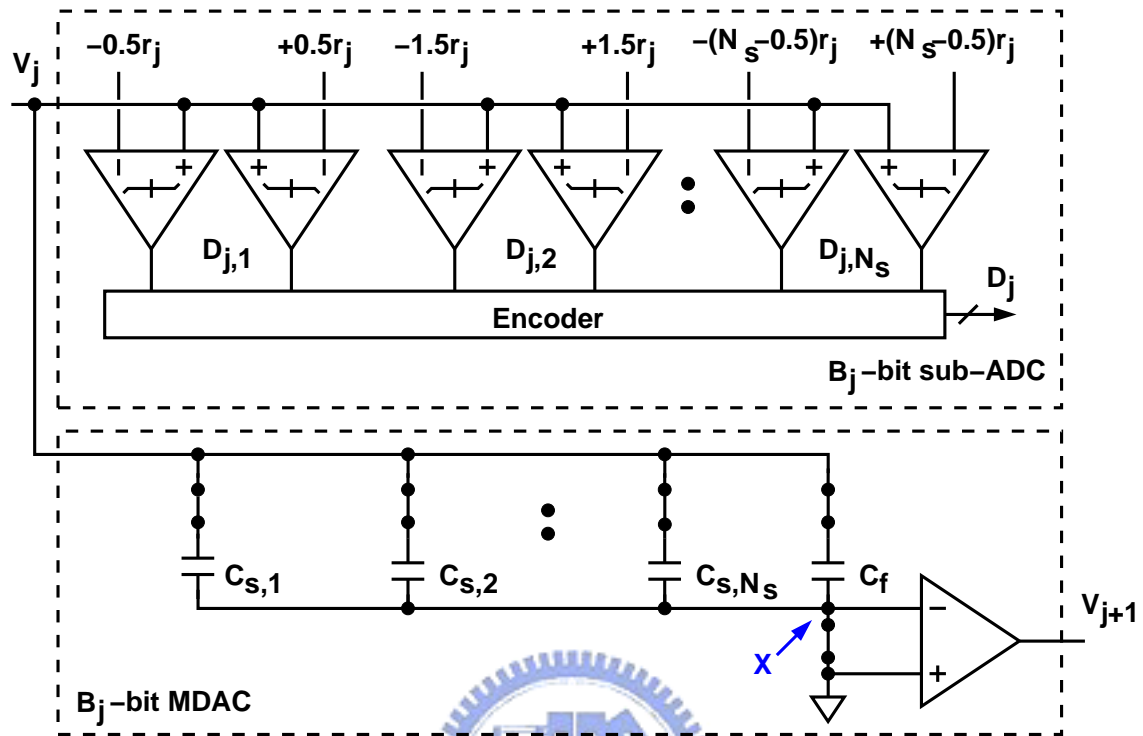 −0.5rj +0.5rj −1.5rj +1.5rj −(Ns−0.5)rj +(Ns−0.5)rj
Vj
− + + − − + + − − + + −
Dj,1 Dj,2 Dj,Ns
Dj
Encoder
Bj−bit sub−ADC
Cs,1 Cs,2 Cs,Ns Cf
−
Vj+1
X
+
Bj−bit MDAC